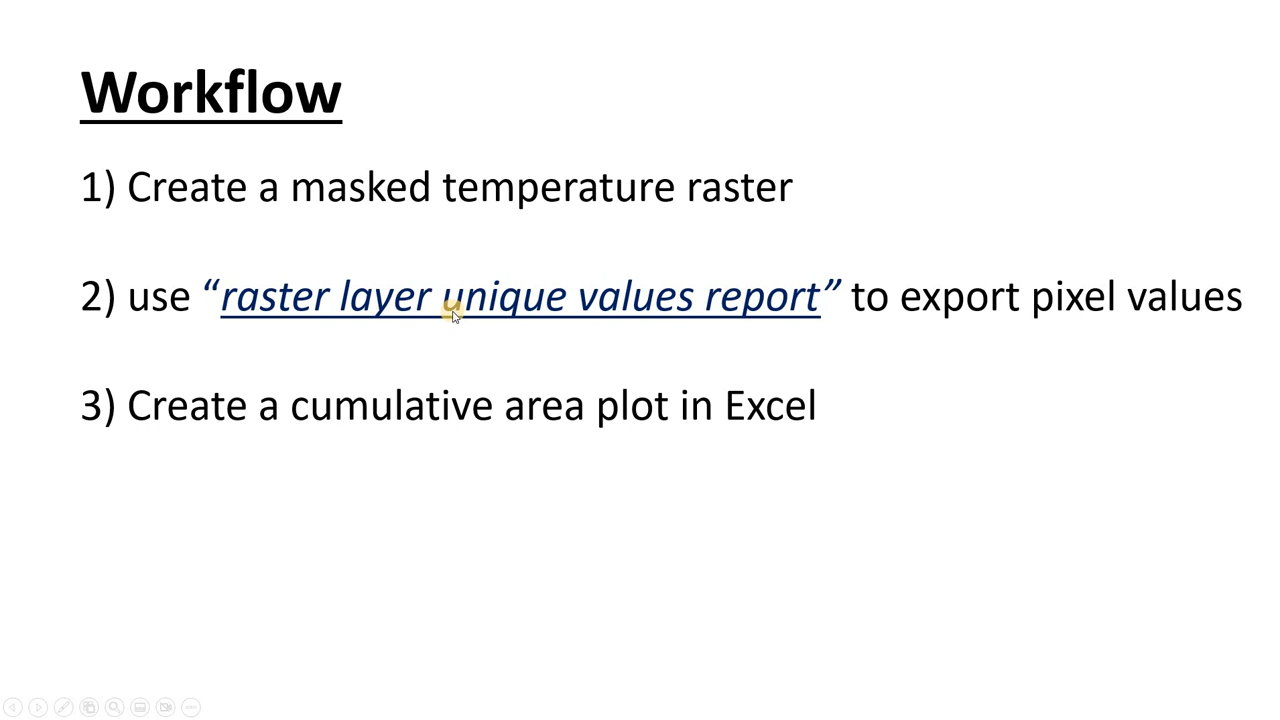 Workflow
1) Create a masked temperature raster
2) use “raster layer unique values report” to export pixel values
3) Create a cumulative area plot in Excel